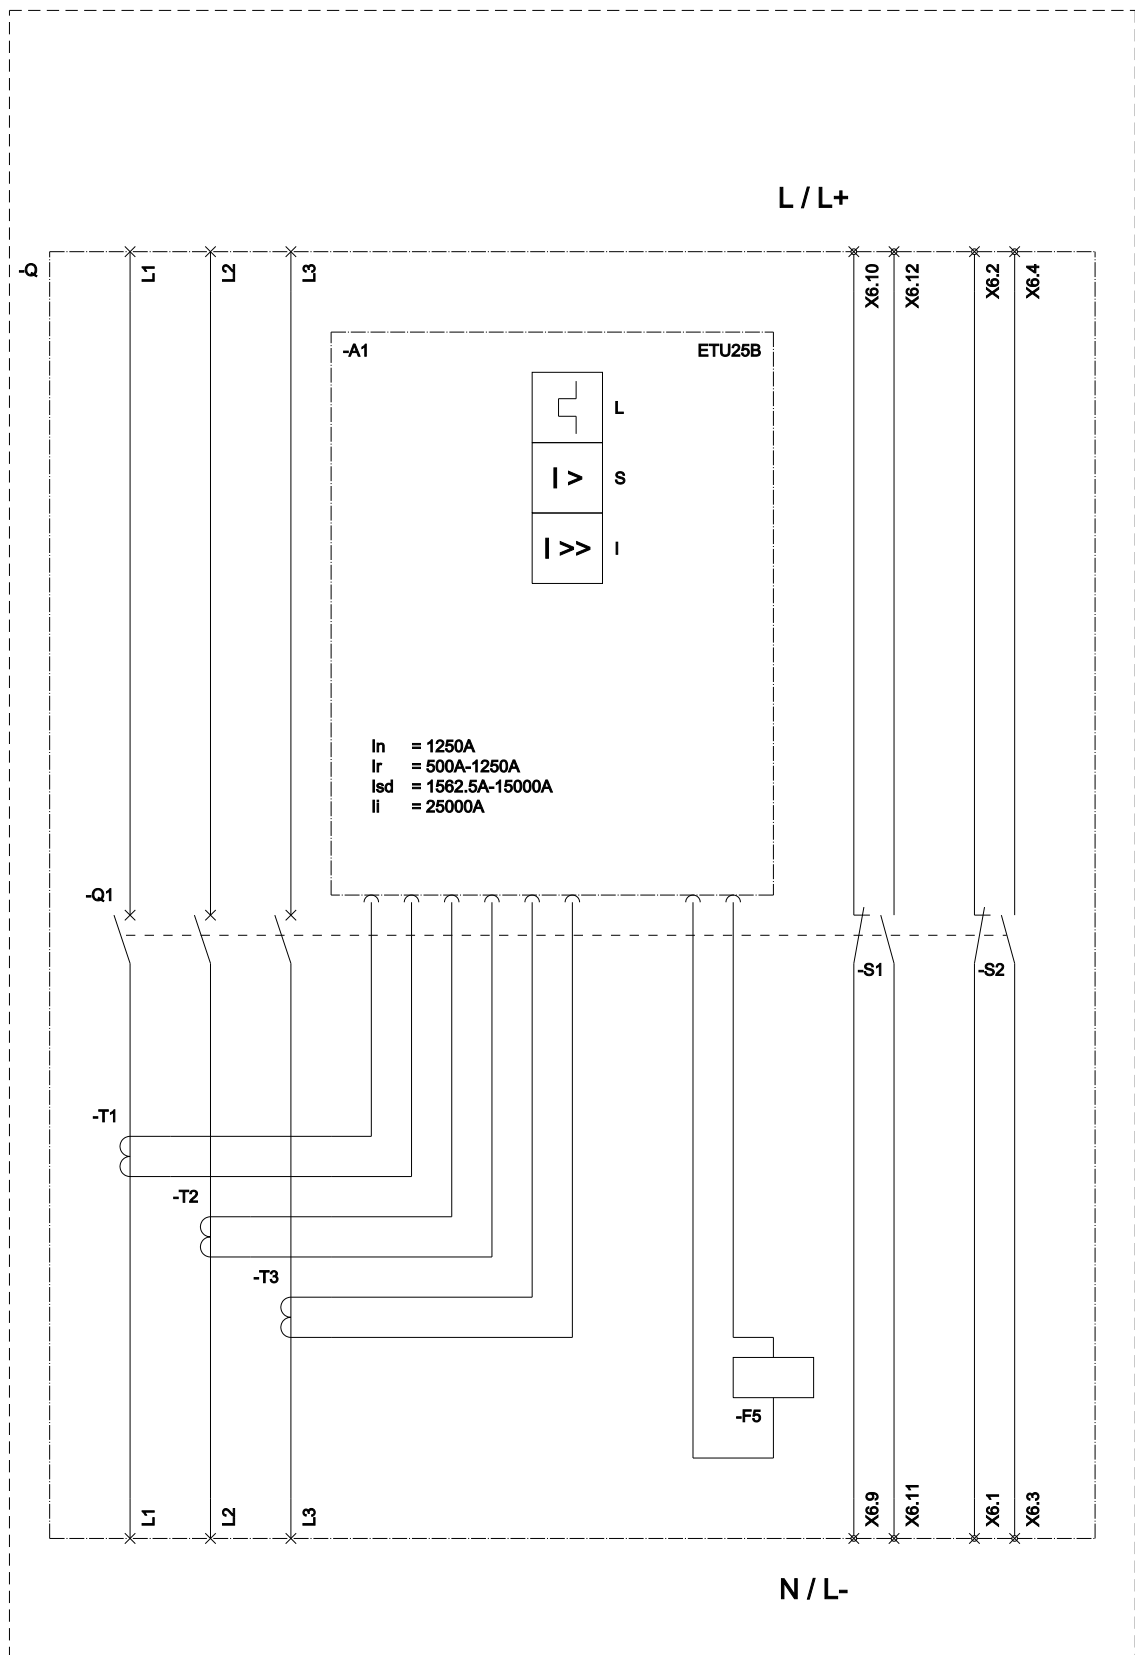 L / L+
-Q
L1
L2
L3
X6.10
X6.12
X6.2
X6.4
-A1
ETU25B
L
I >
S
I >>
I
In = 1250A
Ir = 500A-1250A
Isd = 1562.5A-15000A
Ii = 25000A
-Q1
-S1
-S2
-T1
-T2
-T3
-F5
L1
L2
L3
X6.9
X6.11
X6.1
X6.3
N / L-